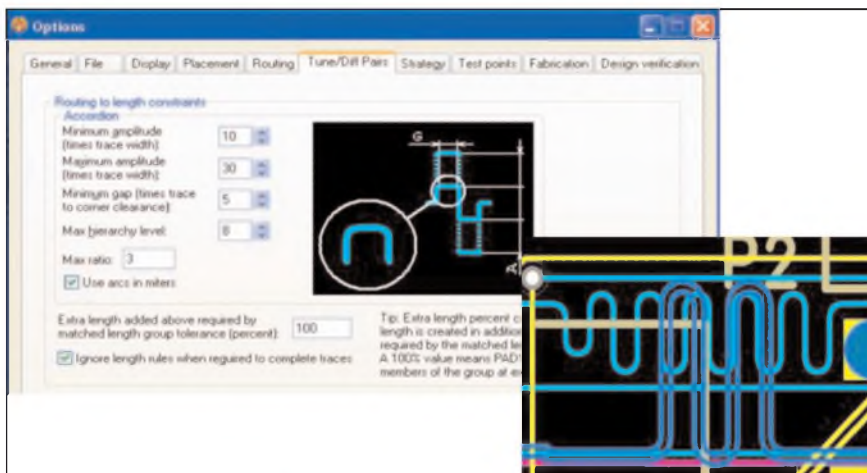 Options
General File Display Placement Routing Tune/Diff Pairs Strategy Test points Fabrication Design verification
Routing to length constraints
Accordion
Minimum amplitude
(times trace width): 10
Maximum amplitude
(times trace width): 30
Minimum gap (times trace
to corner clearance): 5
Max hierarchy level: 8
Max ratio: 3
Use arcs in miters
G
A
Extra length added above required by
matched length group tolerance (percent): 100
Ignore length rules when required to complete traces
Tip: Extra length percent
length is created in addition
required by the matched
A 100% value means
members of the group at
P2